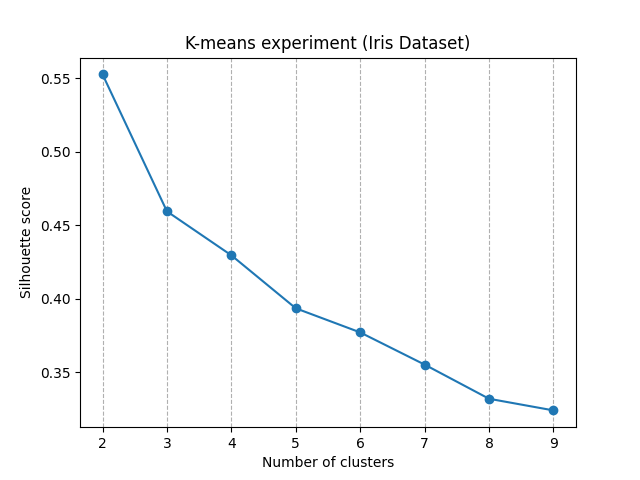 K-means experiment (Iris Dataset)
Silhouette score
0.55
0.50
0.45
0.40
0.35
2 3 4 5 6 7 8 9
Number of clusters